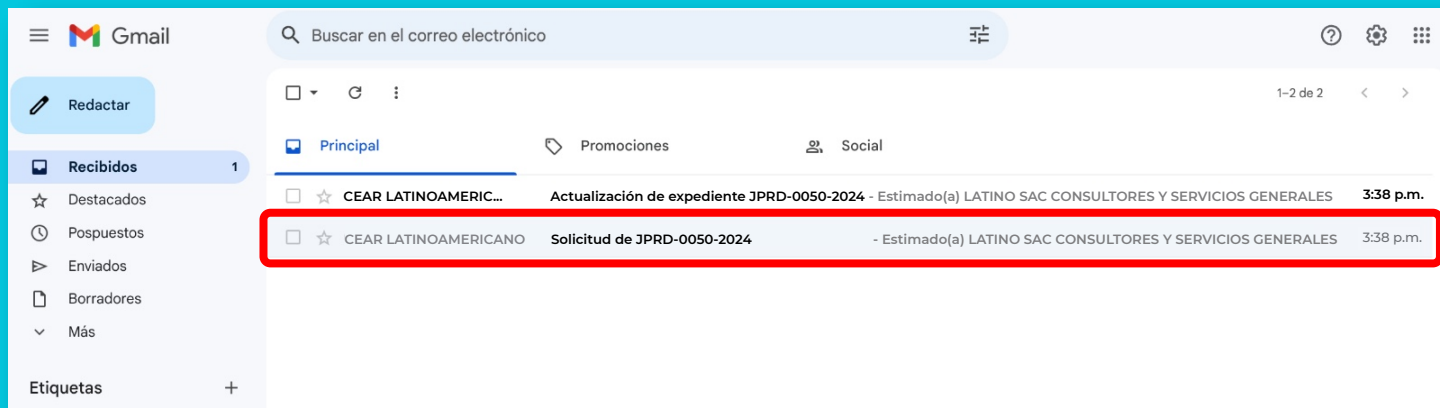 Gmail
Buscar en el correo electrónico
Redactar
1–2 de 2
Principal
Promociones
Social
Recibidos 1
CEAR LATINOAMERIC... Actualización de expediente JPRD-0050-2024 - Estimado(a) LATINO SAC CONSULTORES Y SERVICIOS GENERALES 3:38 p.m.
Destacados
Pospuestos
CEAR LATINOAMERICANO Solicitud de JPRD-0050-2024 - Estimado(a) LATINO SAC CONSULTORES Y SERVICIOS GENERALES 3:38 p.m.
Enviados
Borradores
Más
Etiquetas